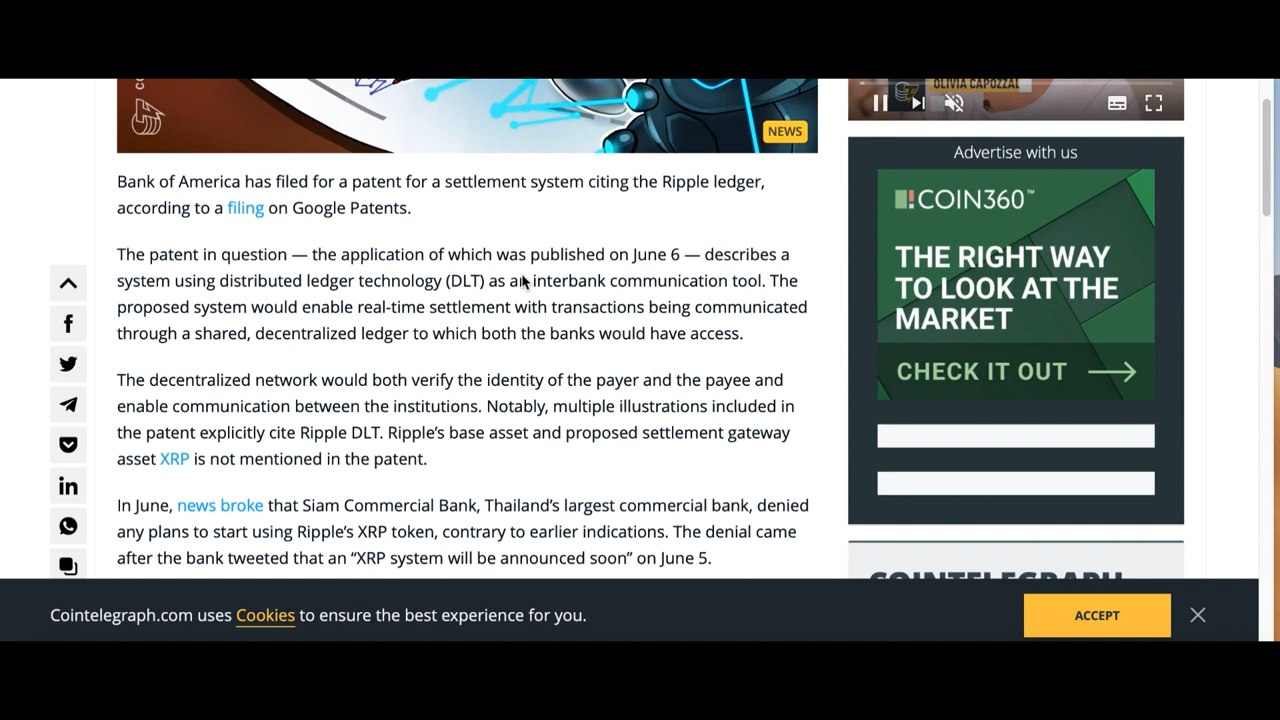 OLIVIA CAPOZZAL
NEWS
Bank of America has filed for a patent for a settlement system citing the Ripple ledger,
according to a filing on Google Patents.
The patent in question — the application of which was published on June 6 — describes a
system using distributed ledger technology (DLT) as an interbank communication tool. The
proposed system would enable real-time settlement with transactions being communicated
through a shared, decentralized ledger to which both the banks would have access.
The decentralized network would both verify the identity of the payer and the payee and
enable communication between the institutions. Notably, multiple illustrations included in
the patent explicitly cite Ripple DLT. Ripple’s base asset and proposed settlement gateway
asset XRP is not mentioned in the patent.
In June, news broke that Siam Commercial Bank, Thailand’s largest commercial bank, denied
any plans to start using Ripple’s XRP token, contrary to earlier indications. The denial came
after the bank tweeted that an “XRP system will be announced soon” on June 5.
Advertise with us
COIN360™
THE RIGHT WAY
TO LOOK AT THE
MARKET
CHECK IT OUT
COINTELEGRAPH
Cointelegraph.com uses Cookies to ensure the best experience for you.
ACCEPT